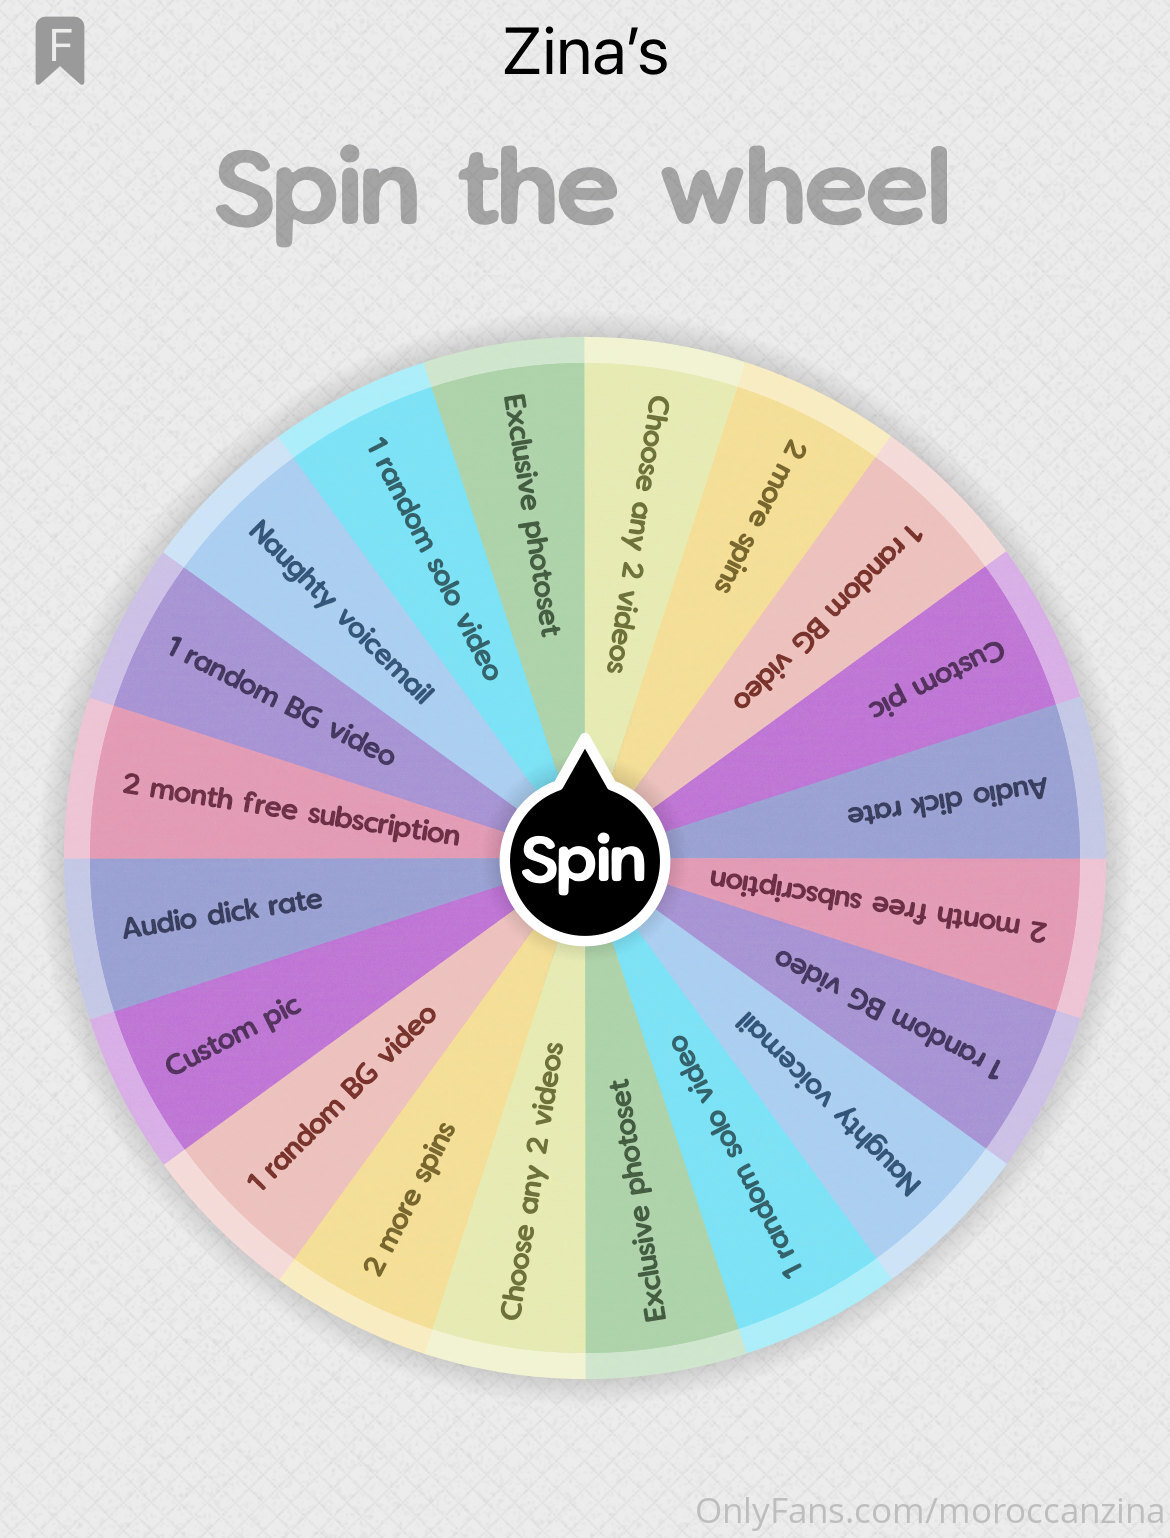 F
Zina’s
Spin the wheel
Choose any 2 videos
2 more spins
1 random BG video
Custom pic
Audio dick rate
2 month free subscription
1 random BG video
Naughty voicemail
1 random solo video
Exclusive photoset
Choose any 2 videos
2 more spins
1 random BG video
Custom pic
Audio dick rate
2 month free subscription
1 random BG video
Naughty voicemail
1 random solo video
Exclusive photoset
Spin
OnlyFans.com/moroccanzina